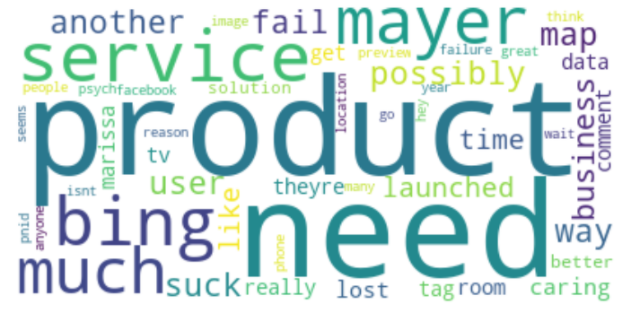 another image fail mayer map
service get preview failure great think
people psychfacebook solution possibly year data
product
seems marissa reason tv location go hey time wait business comment
user theyre many launched
pnid anyone isnt bing like phone need way
much suck really lost tag room better caring